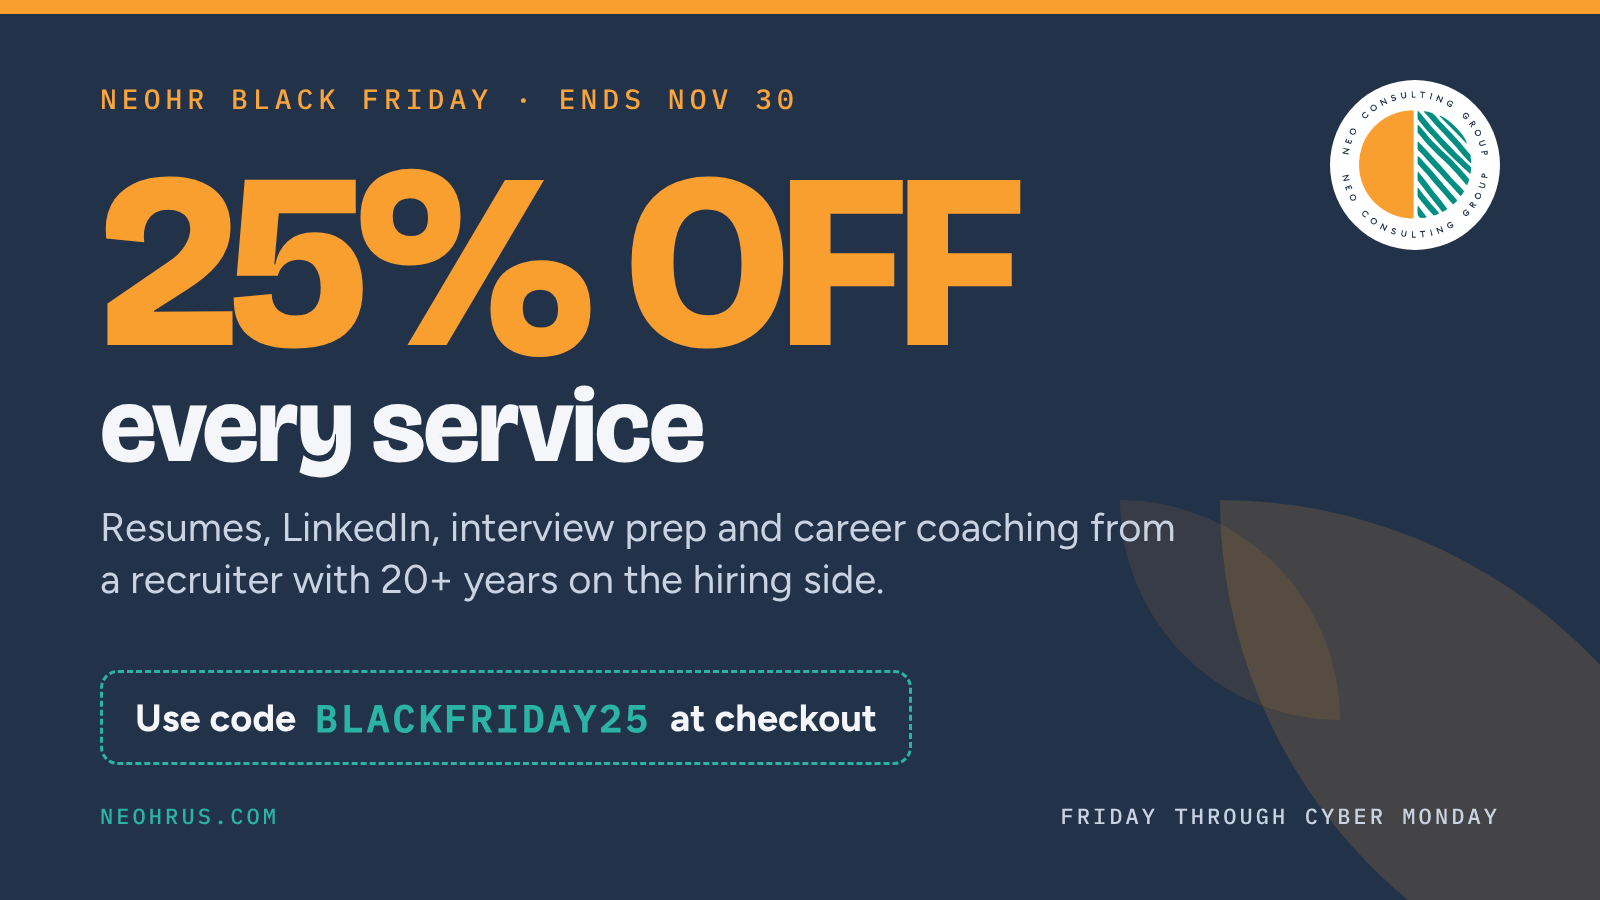 NEOHR BLACK FRIDAY · ENDS NOV 30
NEO CONSULTING GROUP
NEO CONSULTING GROUP
25% OFF
every service
Resumes, LinkedIn, interview prep and career coaching from
a recruiter with 20+ years on the hiring side.
Use code BLACKFRIDAY25 at checkout
NEOHRUS.COM
FRIDAY THROUGH CYBER MONDAY